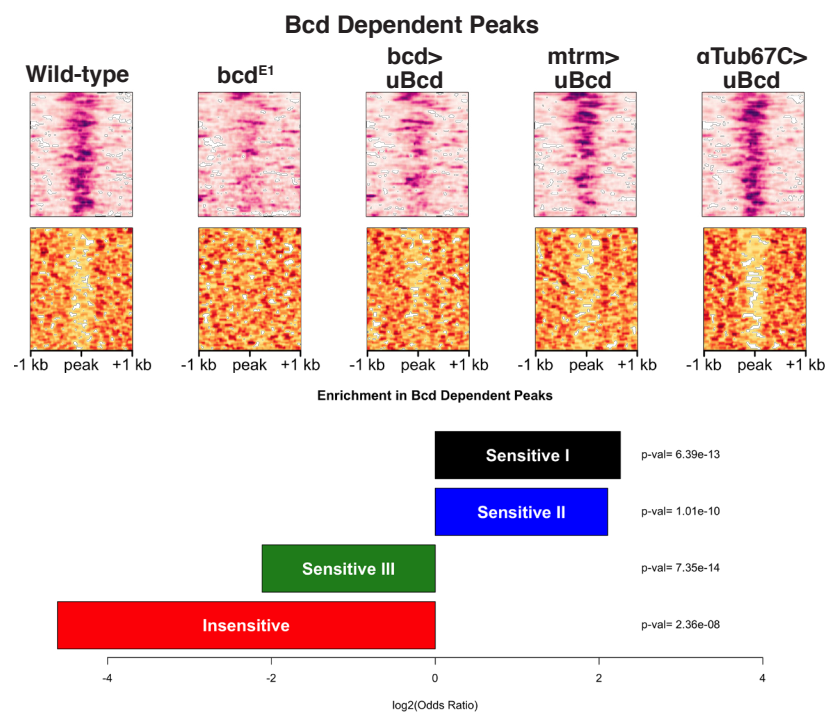 Bcd Dependent Peaks
Wild-type
bcdᴱ¹
bcd>
uBcd
mtrm>
uBcd
αTub67C>
uBcd
-1 kb peak +1 kb
-1 kb peak +1 kb
-1 kb peak +1 kb
-1 kb peak +1 kb
-1 kb peak +1 kb
Enrichment in Bcd Dependent Peaks
Sensitive I p-val= 6.39e-13
Sensitive II p-val= 1.01e-10
Sensitive III p-val= 7.35e-14
Insensitive p-val= 2.36e-08
-4 -2 0 2 4
log2(Odds Ratio)